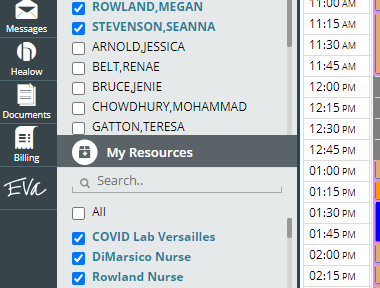 ROWLAND,MEGAN
STEVENSON,SEANNA
ARNOLD,JESSICA
BELT,RENAE
BRUCE,JENIE
CHOWDHURY,MOHAMMAD
GATTON,TERESA
My Resources
Search..
All
COVID Lab Versailles
DiMarsico Nurse
Rowland Nurse
Messages
Healow
Documents
Billing
Eva
11:00 AM
11:15 AM
11:30 AM
11:45 AM
12:00 PM
12:15 PM
12:30 PM
12:45 PM
01:00 PM
01:15 PM
01:30 PM
01:45 PM
02:00 PM
02:15 PM